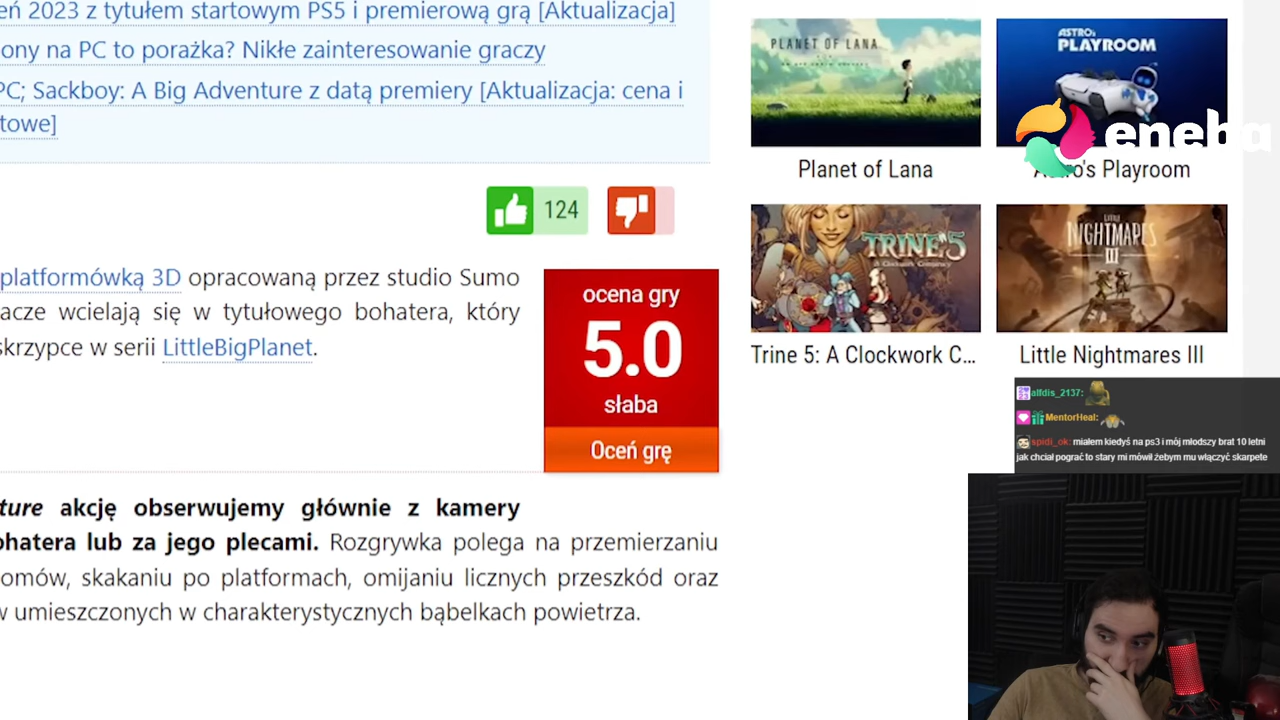 eń 2023 z tytułem startowym PS5 i premierową grą [Aktualizacja]
ony na PC to porażka? Nikłe zainteresowanie graczy
PC; Sackboy: A Big Adventure z datą premiery [Aktualizacja: cena i
towe]
124
platformówką 3D opracowaną przez studio Sumo
acze wcielają się w tytułowego bohatera, który
skrzypce w serii LittleBigPlanet.
ocena gry
5.0
słaba
Oceń grę
ture akcję obserwujemy głównie z kamery
ohatera lub za jego plecami. Rozgrywka polega na przemierzaniu
omów, skakaniu po platformach, omijaniu licznych przeszkód oraz
w umieszczonych w charakterystycznych bąbelkach powietrza.
PLANET OF LANA
Planet of Lana
ASTRO's
PLAYROOM
eneba
Astro's Playroom
TRINE 5
Trine 5: A Clockwork C...
LITTLE
NIGHTMARES
III
Little Nightmares III
alfdis_2137:
MentorHeal:
spidi_ok: miałem kiedyś na ps3 i mój młodszy brat 10 letni
jak chciał pograć to stary mi mówił żebym mu włączyć skarpete